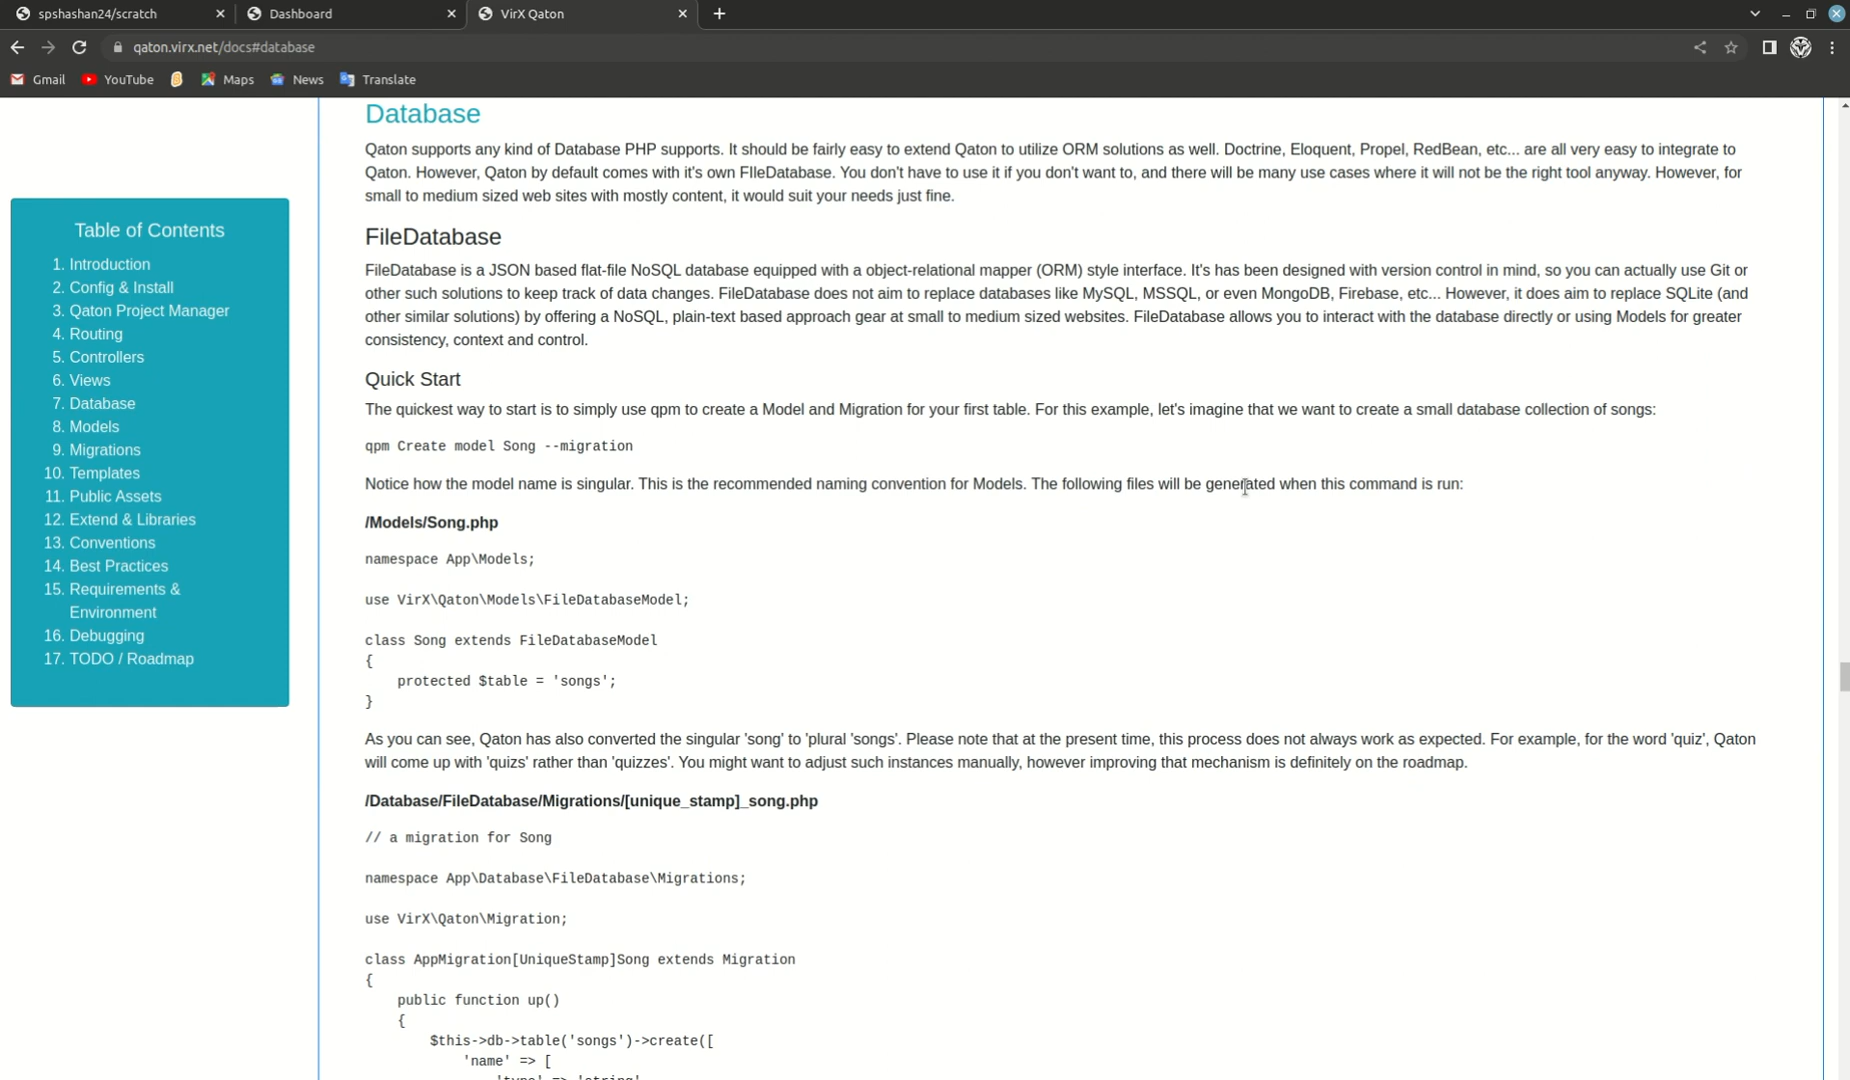 spshashan24/scratch
Dashboard
VirX Qaton
qaton.virx.net/docs#database
Gmail
YouTube
Maps
News
Translate
Database
Qaton supports any kind of Database PHP supports. It should be fairly easy to extend Qaton to utilize ORM solutions as well. Doctrine, Eloquent, Propel, RedBean, etc... are all very easy to integrate to
Qaton. However, Qaton by default comes with it's own FIleDatabase. You don't have to use it if you don't want to, and there will be many use cases where it will not be the right tool anyway. However, for
small to medium sized web sites with mostly content, it would suit your needs just fine.
Table of Contents
1. Introduction
2. Config & Install
3. Qaton Project Manager
4. Routing
5. Controllers
6. Views
7. Database
8. Models
9. Migrations
10. Templates
11. Public Assets
12. Extend & Libraries
13. Conventions
14. Best Practices
15. Requirements &
Environment
16. Debugging
17. TODO / Roadmap
FileDatabase
FileDatabase is a JSON based flat-file NoSQL database equipped with a object-relational mapper (ORM) style interface. It's has been designed with version control in mind, so you can actually use Git or
other such solutions to keep track of data changes. FileDatabase does not aim to replace databases like MySQL, MSSQL, or even MongoDB, Firebase, etc... However, it does aim to replace SQLite (and
other similar solutions) by offering a NoSQL, plain-text based approach gear at small to medium sized websites. FileDatabase allows you to interact with the database directly or using Models for greater
consistency, context and control.
Quick Start
The quickest way to start is to simply use qpm to create a Model and Migration for your first table. For this example, let's imagine that we want to create a small database collection of songs:
qpm Create model Song --migration
Notice how the model name is singular. This is the recommended naming convention for Models. The following files will be generated when this command is run:
/Models/Song.php
namespace App\Models;
use VirX\Qaton\Models\FileDatabaseModel;
class Song extends FileDatabaseModel
{
protected $table = 'songs';
}
As you can see, Qaton has also converted the singular 'song' to 'plural 'songs'. Please note that at the present time, this process does not always work as expected. For example, for the word 'quiz', Qaton
will come up with 'quizs' rather than 'quizzes'. You might want to adjust such instances manually, however improving that mechanism is definitely on the roadmap.
/Database/FileDatabase/Migrations/[unique_stamp]_song.php
// a migration for Song
namespace App\Database\FileDatabase\Migrations;
use VirX\Qaton\Migration;
class AppMigration[UniqueStamp]Song extends Migration
{
public function up()
{
$this->db->table('songs')->create([
'name' => [
'type' => 'string'